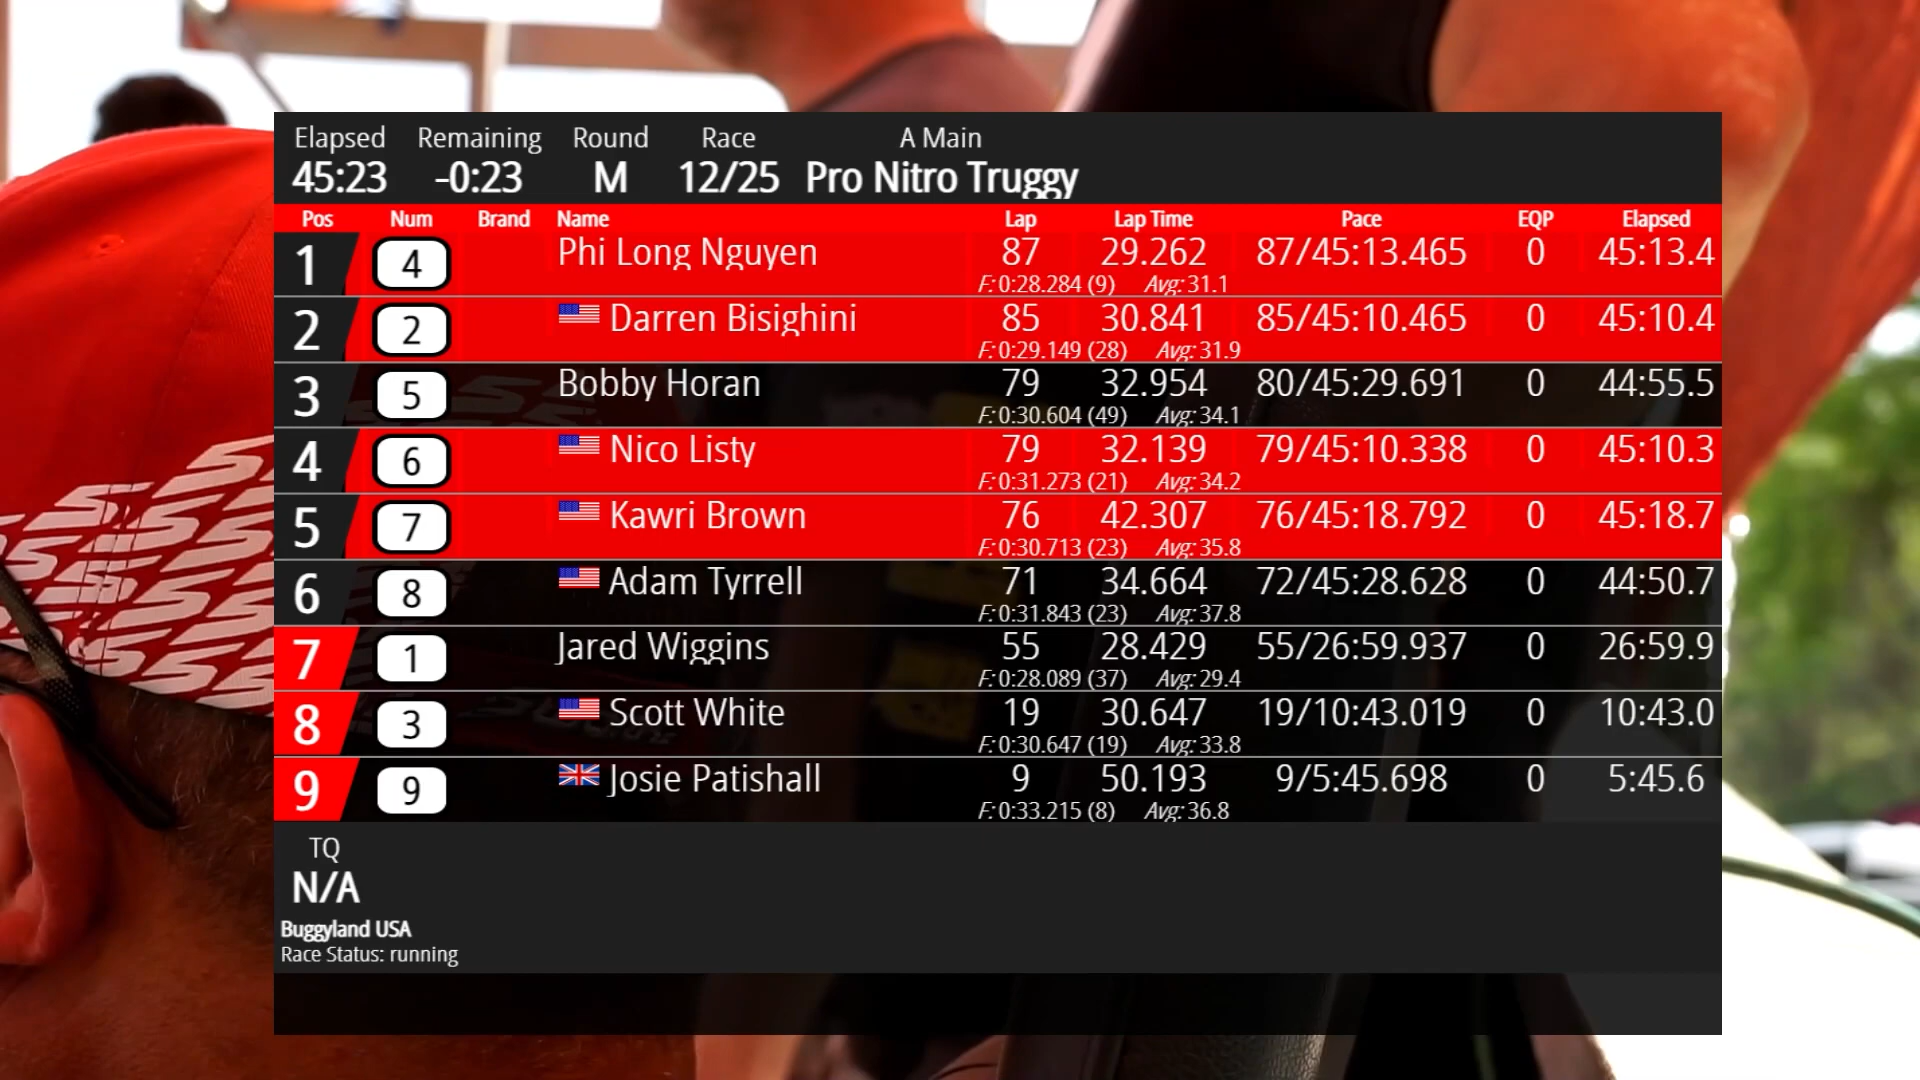 Elapsed Remaining Round Race A Main
45:23 -0:23 M 12/25 Pro Nitro Truggy
Pos Num Brand Name Lap Lap Time Pace EQP Elapsed
1 4 Phi Long Nguyen 87 29.262 87/45:13.465 0 45:13.4
F: 0:28.284 (9) Avg: 31.1
2 2 Darren Bisighini 85 30.841 85/45:10.465 0 45:10.4
F: 0:29.149 (28) Avg: 31.9
3 5 Bobby Horan 79 32.954 80/45:29.691 0 44:55.5
F: 0:30.604 (49) Avg: 34.1
4 6 Nico Listy 79 32.139 79/45:10.338 0 45:10.3
F: 0:31.273 (21) Avg: 34.2
5 7 Kawri Brown 76 42.307 76/45:18.792 0 45:18.7
F: 0:30.713 (23) Avg: 35.8
6 8 Adam Tyrrell 71 34.664 72/45:28.628 0 44:50.7
F: 0:31.843 (23) Avg: 37.8
7 1 Jared Wiggins 55 28.429 55/26:59.937 0 26:59.9
F: 0:28.089 (37) Avg: 29.4
8 3 Scott White 19 30.647 19/10:43.019 0 10:43.0
F: 0:30.647 (19) Avg: 33.8
9 9 Josie Patishall 9 50.193 9/5:45.698 0 5:45.6
F: 0:33.215 (8) Avg: 36.8
TQ
N/A
Buggyland USA
Race Status: running